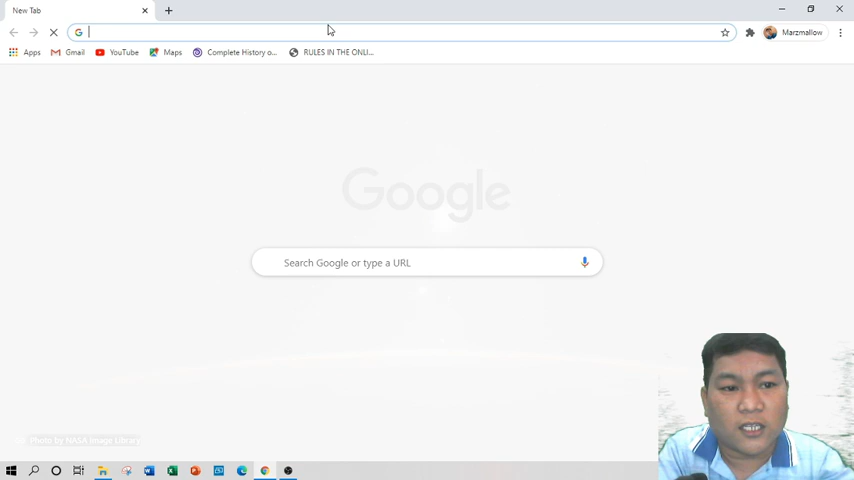 New Tab
Marzmallow
Apps Gmail YouTube Maps Complete History o... RULES IN THE ONLI...
Google
Search Google or type a URL
Photo by NASA Image Library